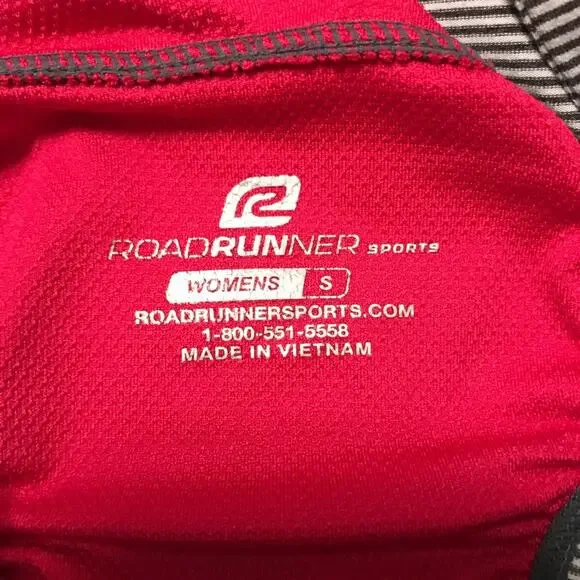 ROADRUNNER SPORTS
WOMENS S
ROADRUNNERSPORTS.COM
1-800-551-5558
MADE IN VIETNAM